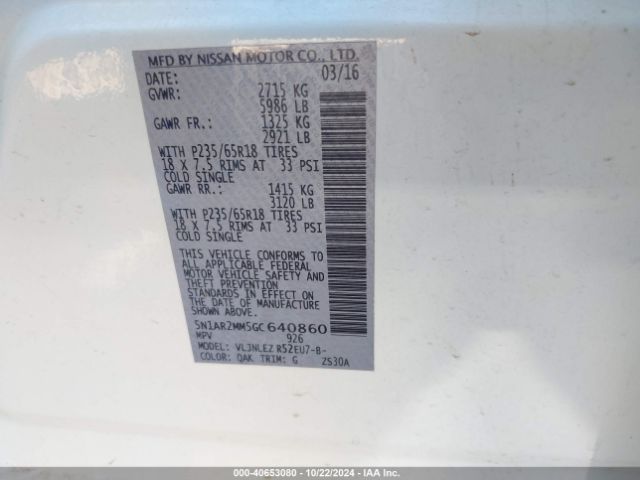 MFD BY NISSAN MOTOR CO., LTD.
DATE: 03/16
GVWR: 2715 KG
5986 LB
GAWR FR.: 1325 KG
2921 LB
WITH P235/65R18 TIRES
18 X 7.5 RIMS AT 33 PSI
COLD SINGLE
GAWR RR.: 1415 KG
3120 LB
WITH P235/65R18 TIRES
18 X 7.5 RIMS AT 33 PSI
COLD SINGLE
THIS VEHICLE CONFORMS TO
ALL APPLICABLE FEDERAL
MOTOR VEHICLE SAFETY AND
THEFT PREVENTION
STANDARDS IN EFFECT ON
THE DATE OF MANUFACTURE
SHOWN ABOVE.
5N1AR2MM5GC640860
MPV 926
MODEL: VLJNLEZ R52EU7-B-
COLOR: QAK TRIM: G ZS30A
000-40653080 - 10/22/2024 - IAA Inc.